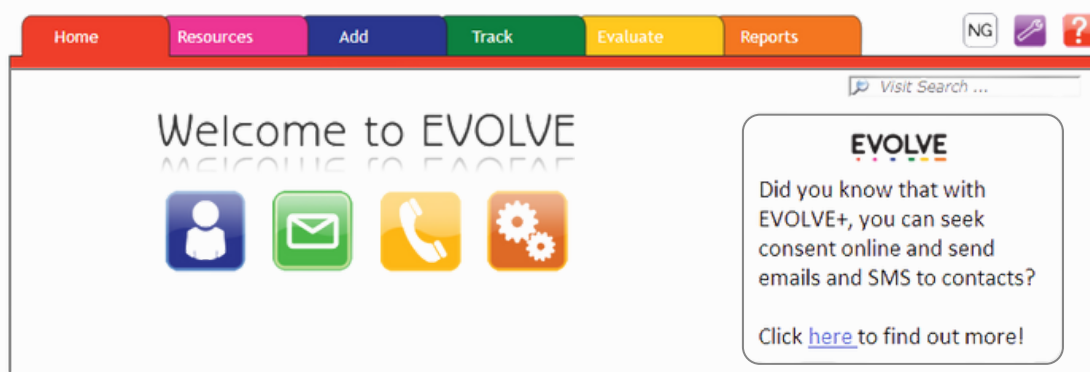 Home Resources Add Track Evaluate Reports NG ?
Visit Search ...
Welcome to EVOLVE
EVOLVE
Did you know that with
EVOLVE+, you can seek
consent online and send
emails and SMS to contacts?
Click here to find out more!